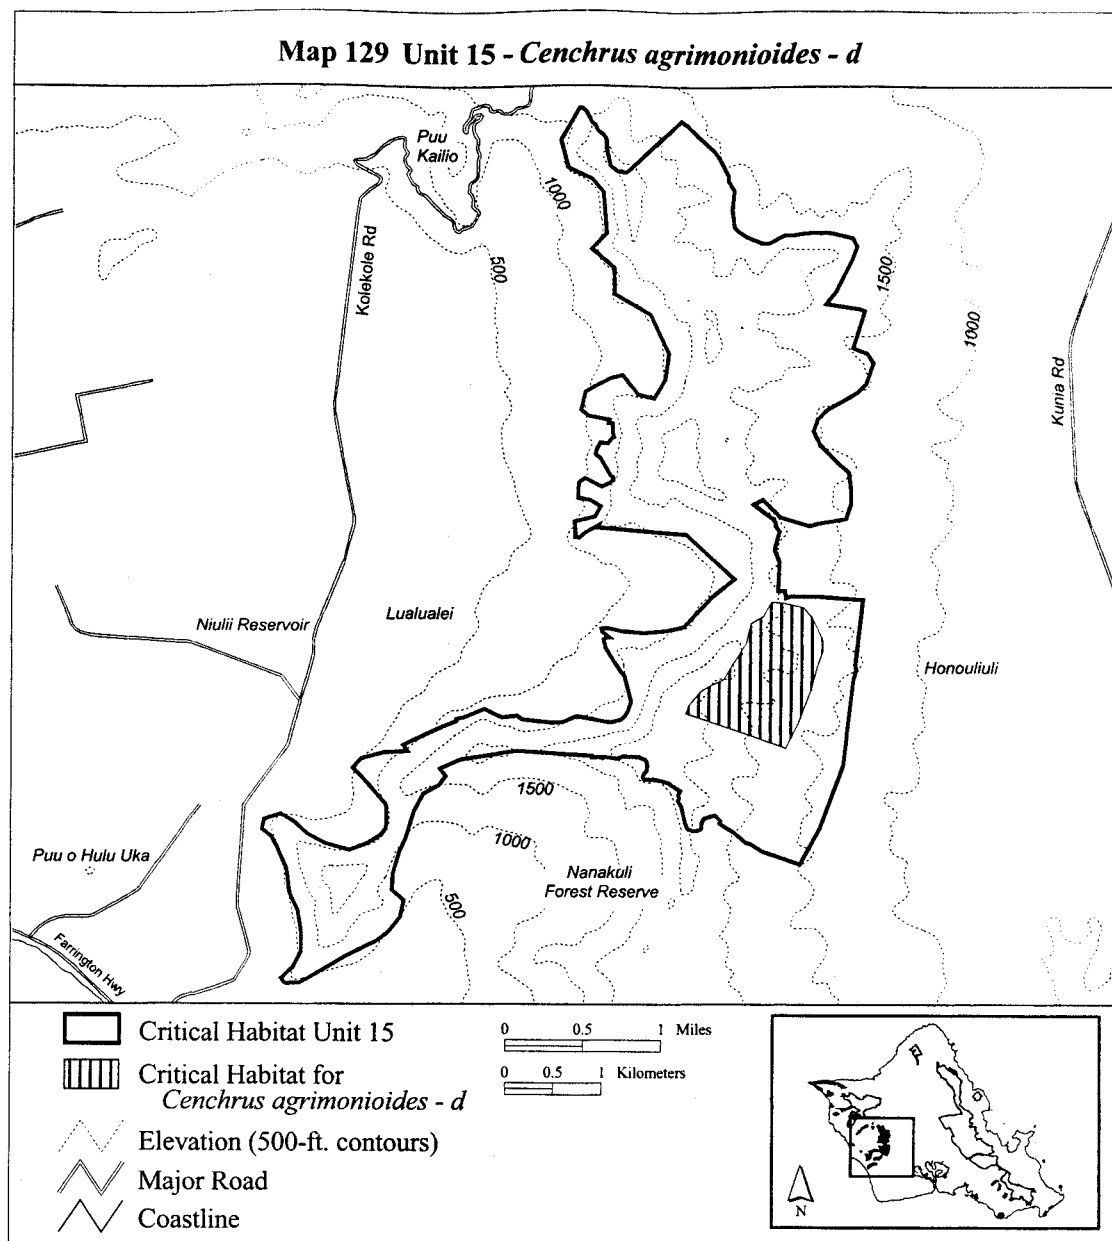 Map 129 Unit 15 - Cenchrus agrimonioides - d
Puu
Kailio
1000
Kolekole Rd
500
1500
1000
Kunia Rd
Niulii Reservoir
Lualualei
Honouliuli
1500
1000
Puu o Hulu Uka
Nanakuli
Forest Reserve
500
Farrington Hwy
Critical Habitat Unit 15
Critical Habitat for
Cenchrus agrimonioides - d
Elevation (500-ft. contours)
Major Road
Coastline
0 0.5 1 Miles
0 0.5 1 Kilometers
N